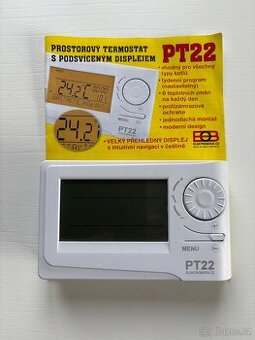 PROSTOROVÝ TERMOSTAT
S PODSVÍCENÝM DISPLEJEM
PT22
• vhodný pro všechny typy kotlů
• týdenní program (nastavitelný)
• 6 teplotních změn na každý den
• protizámrazová ochrana
• jednoduchá montáž
• moderní design
24.2
MENU
PT22
24.2
• VELKÝ PŘEHLEDNÝ DISPLEJ
s intuitivní navigací v češtině
ELEKTROBOCK CZ
MENU
PT22
ELEKTROBOCK CZ